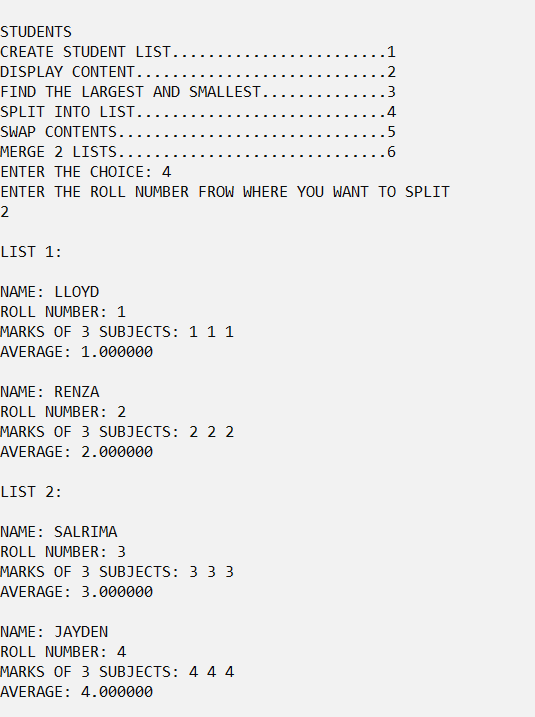 STUDENTS
CREATE STUDENT LIST........................1
DISPLAY CONTENT............................2
FIND THE LARGEST AND SMALLEST..............3
SPLIT INTO LIST............................4
SWAP CONTENTS..............................5
MERGE 2 LISTS..............................6
ENTER THE CHOICE: 4
ENTER THE ROLL NUMBER FROW WHERE YOU WANT TO SPLIT
2
LIST 1:
NAME: LLOYD
ROLL NUMBER: 1
MARKS OF 3 SUBJECTS: 1 1 1
AVERAGE: 1.000000
NAME: RENZA
ROLL NUMBER: 2
MARKS OF 3 SUBJECTS: 2 2 2
AVERAGE: 2.000000
LIST 2:
NAME: SALRIMA
ROLL NUMBER: 3
MARKS OF 3 SUBJECTS: 3 3 3
AVERAGE: 3.000000
NAME: JAYDEN
ROLL NUMBER: 4
MARKS OF 3 SUBJECTS: 4 4 4
AVERAGE: 4.000000